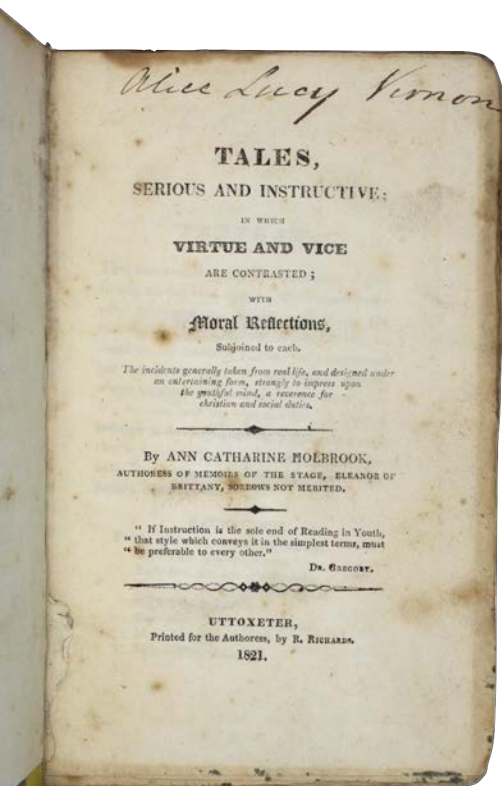 Alice Lucy Vernon
TALES,
SERIOUS AND INSTRUCTIVE;
IN WHICH
VIRTUE AND VICE
ARE CONTRASTED;
WITH
Moral Reflections,
Subjoined to each.
The incidents generally taken from real life, and designed under
an entertaining form, strongly to impress upon
the youthful mind, a reverence for
christian and social duties.
By ANN CATHARINE HOLBROOK,
AUTHORESS OF MEMOIRS OF THE STAGE, ELEANOR OF
BRITTANY, SORROWS NOT MERITED.
" If Instruction is the sole end of Reading in Youth,
" that style which conveys it in the simplest terms, must
" be preferable to every other."
DR. GREGORY.
UTTOXETER,
Printed for the Authoress, by R. RICHARDS.
1821.